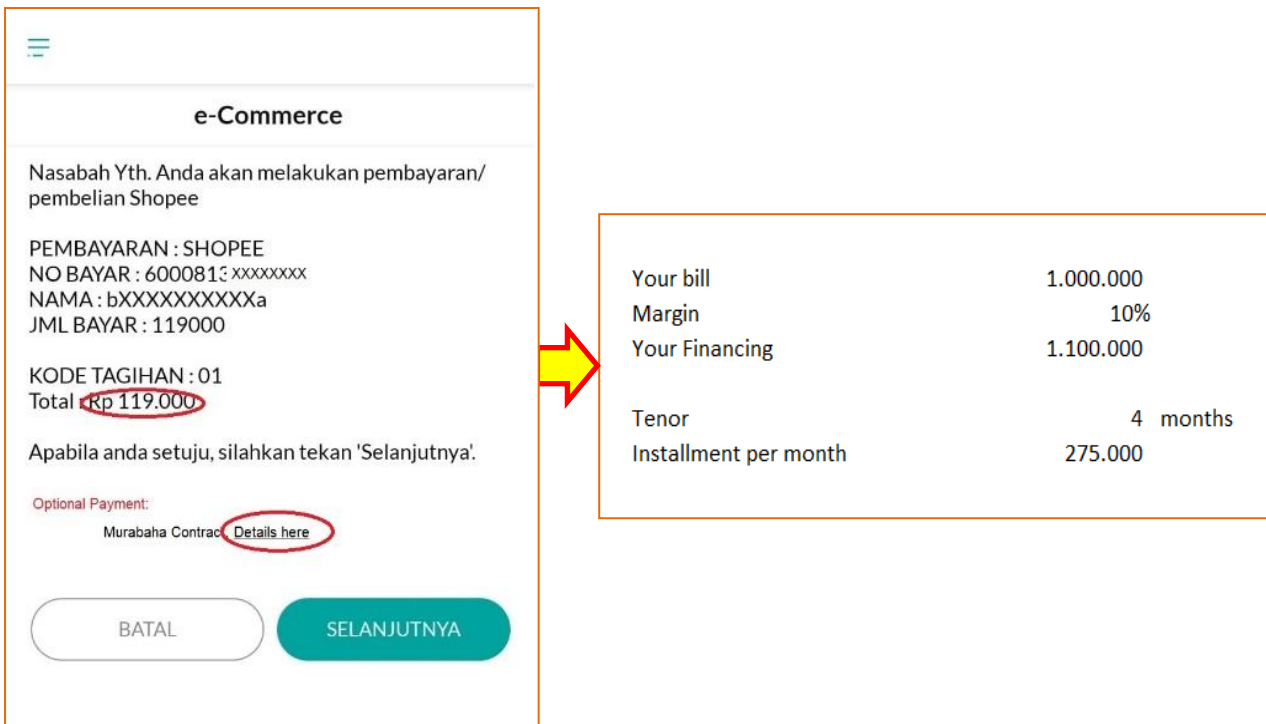 e-Commerce
Nasabah Yth. Anda akan melakukan pembayaran/
pembelian Shopee
PEMBAYARAN : SHOPEE
NO BAYAR : 6000813 XXXXXXXX
NAMA : bXXXXXXXXXXa
JML BAYAR : 119000
KODE TAGIHAN : 01
Total : Rp 119.000
Apabila anda setuju, silahkan tekan 'Selanjutnya'.
Optional Payment:
Murabaha Contract Details here
BATAL
SELANJUTNYA
Your bill 1.000.000
Margin 10%
Your Financing 1.100.000
Tenor 4 months
Installment per month 275.000